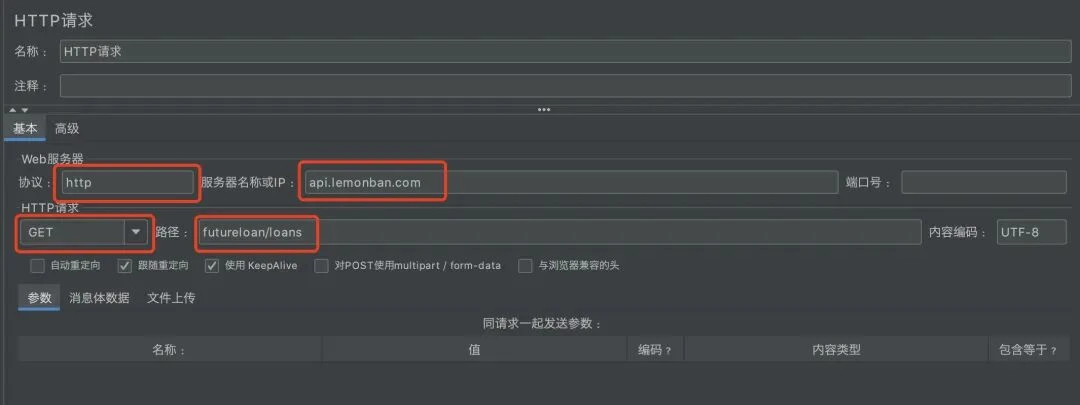 HTTP请求
名称： HTTP请求
注释：
基本 高级
Web服务器
协议： http 服务器名称或IP： api.lemonban.com 端口号：
HTTP请求
GET 路径： futureloan/loans 内容编码： UTF-8
自动重定向 跟随重定向 使用 KeepAlive 对POST使用multipart / form-data 与浏览器兼容的头
参数 消息体数据 文件上传
同请求一起发送参数：
名称： 值 编码？ 内容类型 包含等于？